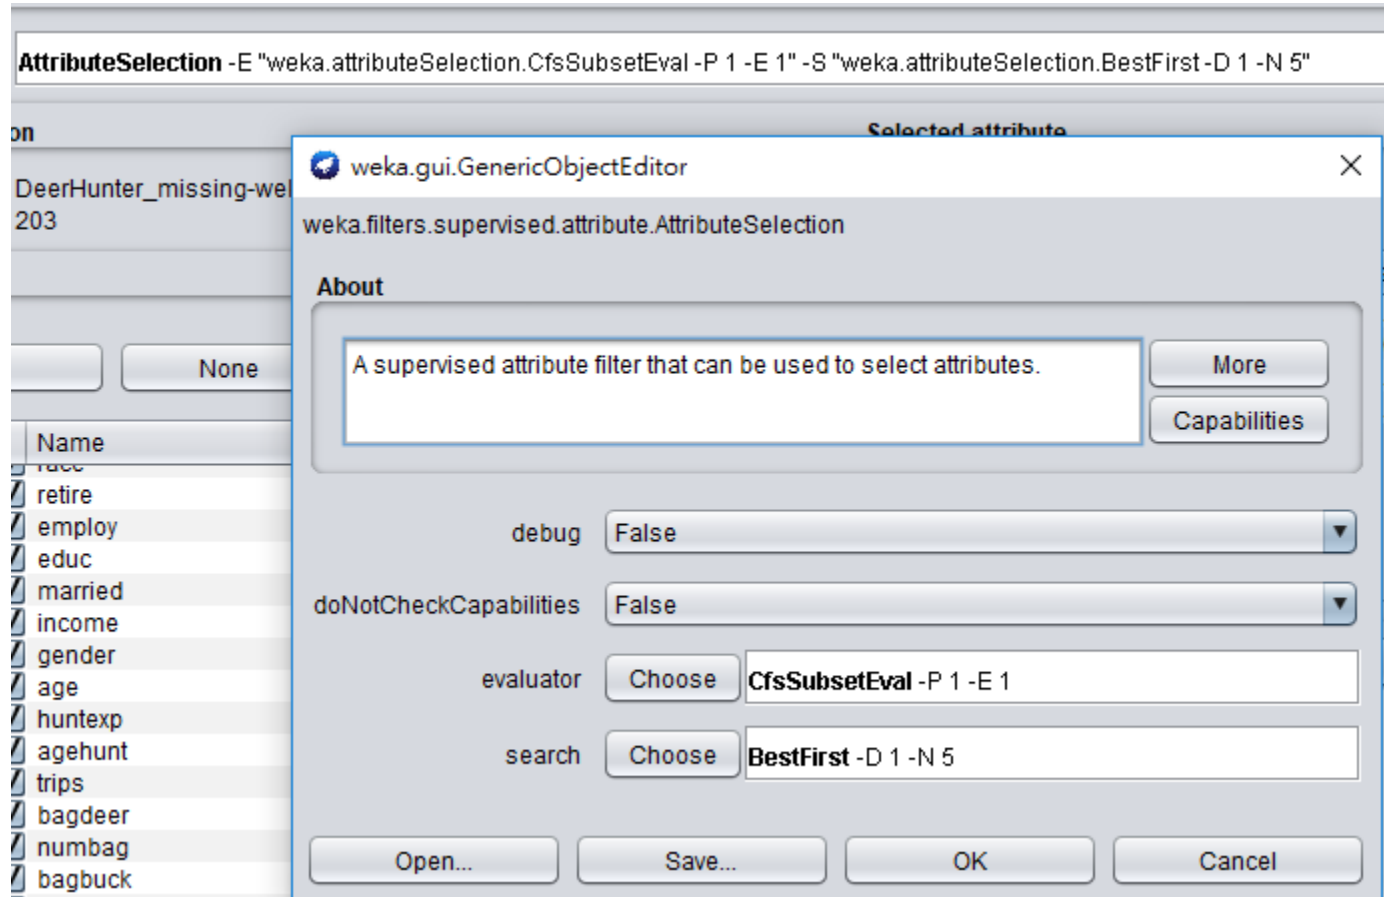 AttributeSelection -E "weka.attributeSelection.CfsSubsetEval -P 1 -E 1" -S "weka.attributeSelection.BestFirst -D 1 -N 5"
on
Selected attribute
weka.gui.GenericObjectEditor
DeerHunter_missing-wel
203
weka.filters.supervised.attribute.AttributeSelection
About
A supervised attribute filter that can be used to select attributes.
More
Capabilities
None
Name
race
retire
employ
educ
married
income
gender
age
huntexp
agehunt
trips
bagdeer
numbag
bagbuck
debug
False
doNotCheckCapabilities
False
evaluator
Choose
CfsSubsetEval -P 1 -E 1
search
Choose
BestFirst -D 1 -N 5
Open...
Save...
OK
Cancel